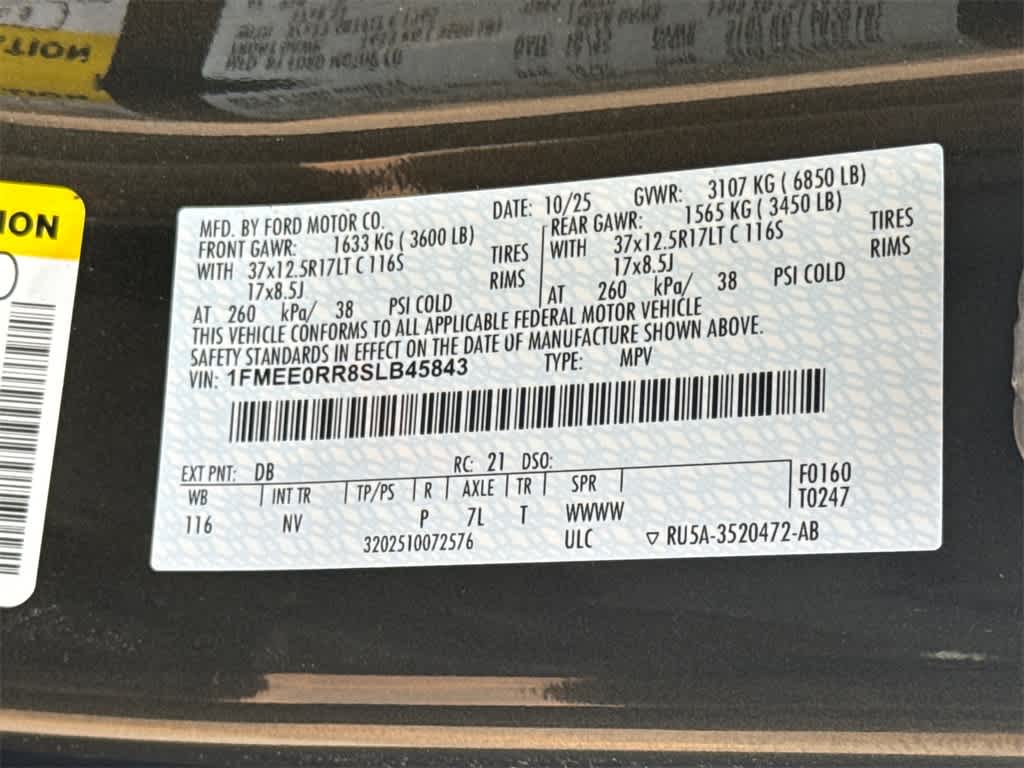 ION
MFD. BY FORD MOTOR CO.
DATE: 10/25 GVWR: 3107 KG ( 6850 LB)
FRONT GAWR: 1633 KG ( 3600 LB)
WITH 37x12.5R17LT C 116S TIRES
17x8.5J RIMS
AT 260 kPa/ 38 PSI COLD
REAR GAWR: 1565 KG ( 3450 LB)
WITH 37x12.5R17LT C 116S TIRES
17x8.5J RIMS
AT 260 kPa/ 38 PSI COLD
THIS VEHICLE CONFORMS TO ALL APPLICABLE FEDERAL MOTOR VEHICLE
SAFETY STANDARDS IN EFFECT ON THE DATE OF MANUFACTURE SHOWN ABOVE.
VIN: 1FMEE0RR8SLB45843 TYPE: MPV
EXT PNT: DB RC: 21 DSO:
WB INT TR TP/PS R AXLE TR SPR F0160
116 NV P 7L T WWWW T0247
3202510072576 ULC ▽ RU5A-3520472-AB